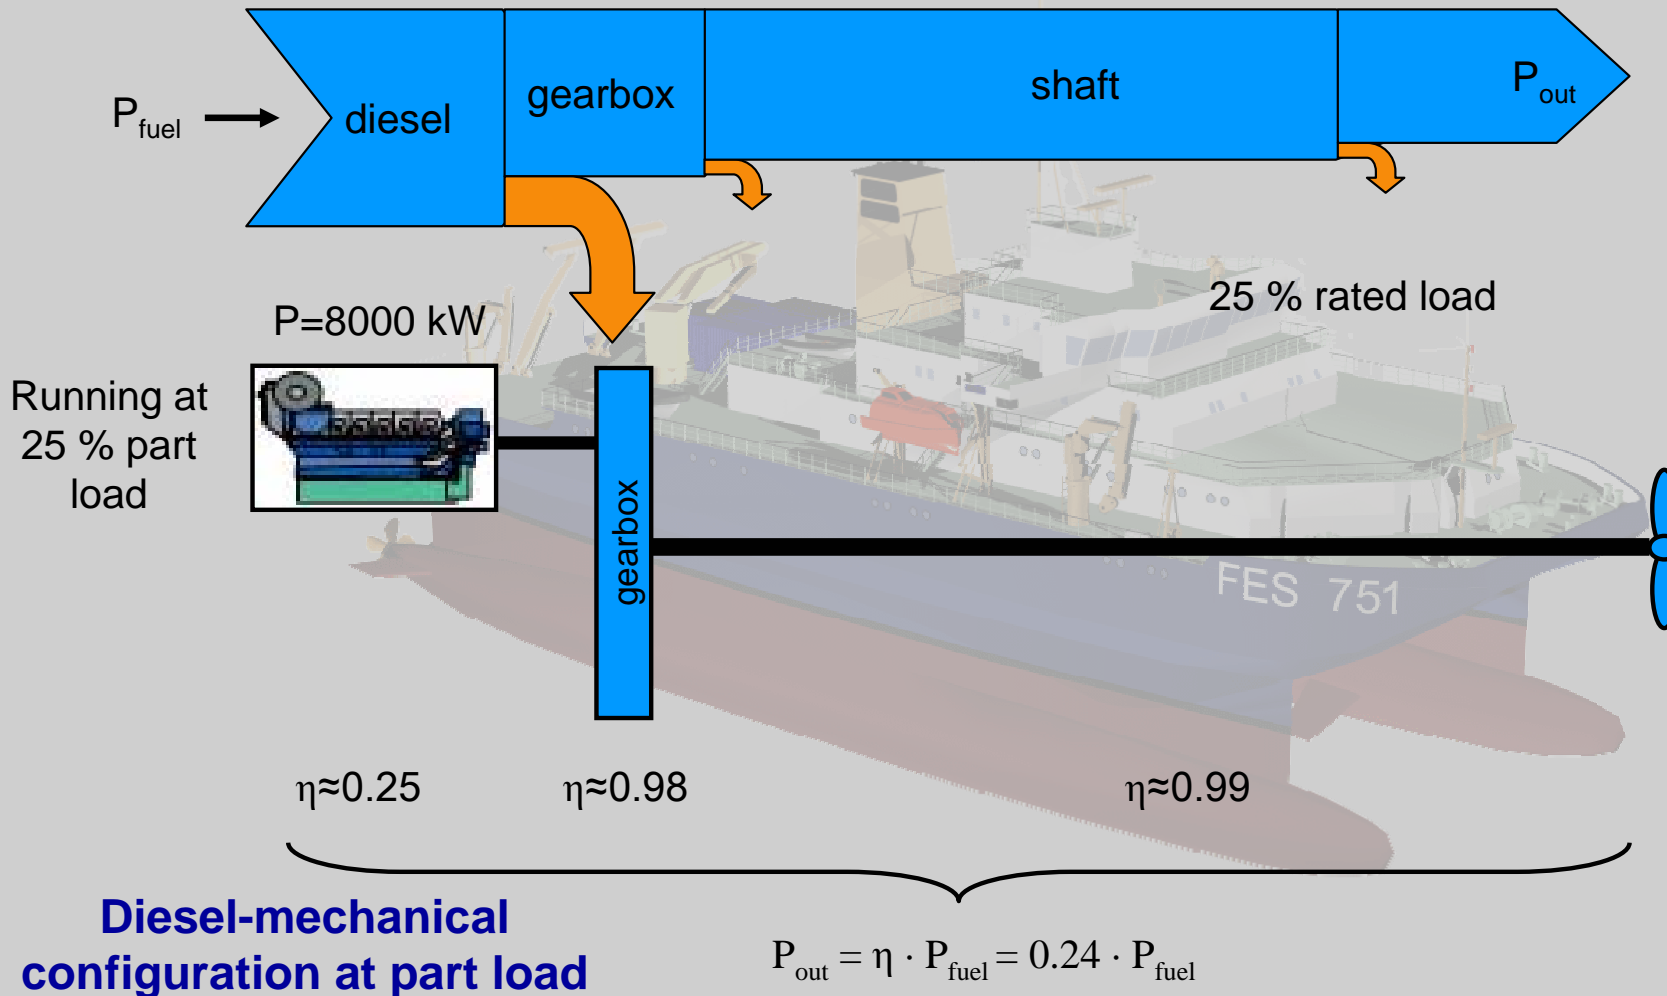 P_fuel
diesel
gearbox
shaft
P_out
P=8000 kW
25 % rated load
Running at
25 % part
load
gearbox
FES 751
η≈0.25
η≈0.98
η≈0.99
Diesel-mechanical
configuration at part load
P_out = η · P_fuel = 0.24 · P_fuel